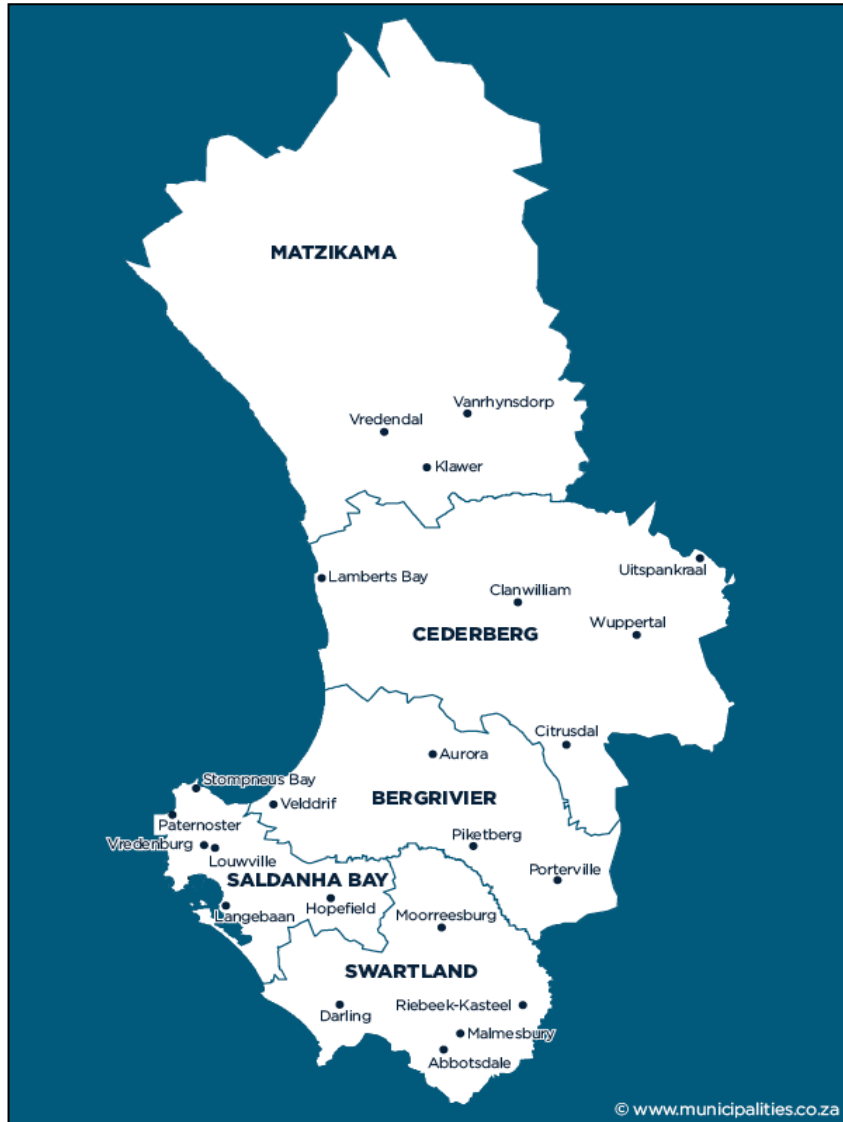 MATZIKAMA
Vanrhynsdorp
Vredendal
Klawer
Uitspankraal
Lamberts Bay
Clanwilliam
Wuppertal
CEDERBERG
Citrusdal
Aurora
Stompneus Bay
BERGRIVIER
Velddrif
Paternoster
Piketberg
Vredenburg
Louwville
Porterville
SALDANHA BAY
Hopefield
Langebaan
Moorreesburg
SWARTLAND
Riebeek-Kasteel
Darling
Malmesbury
Abbotsdale
© www.municipalities.co.za